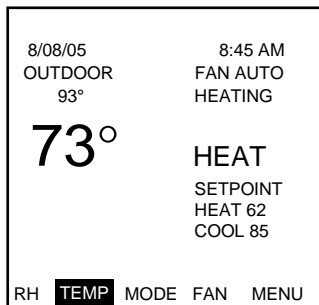 8/08/05 8:45 AM
OUTDOOR FAN AUTO
93° HEATING
73° HEAT
SETPOINT
HEAT 62
COOL 85
RH TEMP MODE FAN MENU